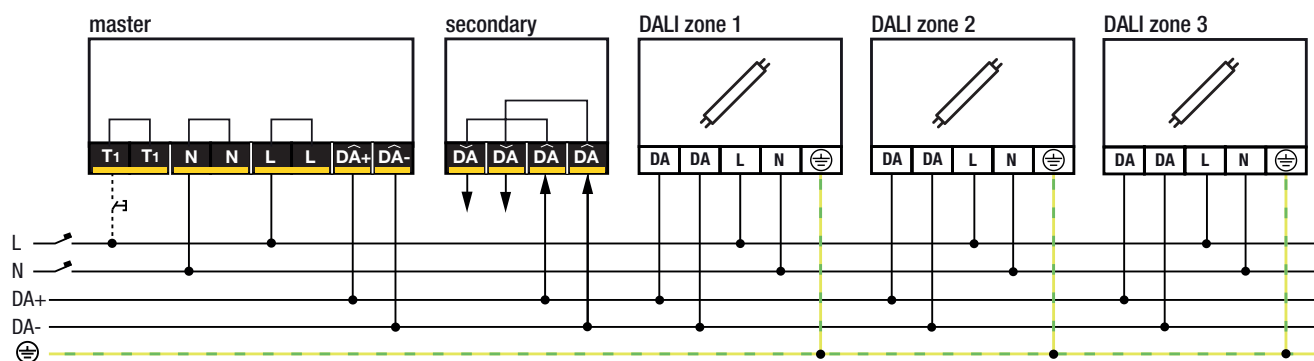 master secondary DALI zone 1 DALI zone 2 DALI zone 3
T1 T1 N N L L DA+ DA- DA DA DA DA DA DA L N DA DA L N DA DA L N
L
N
DA+
DA-